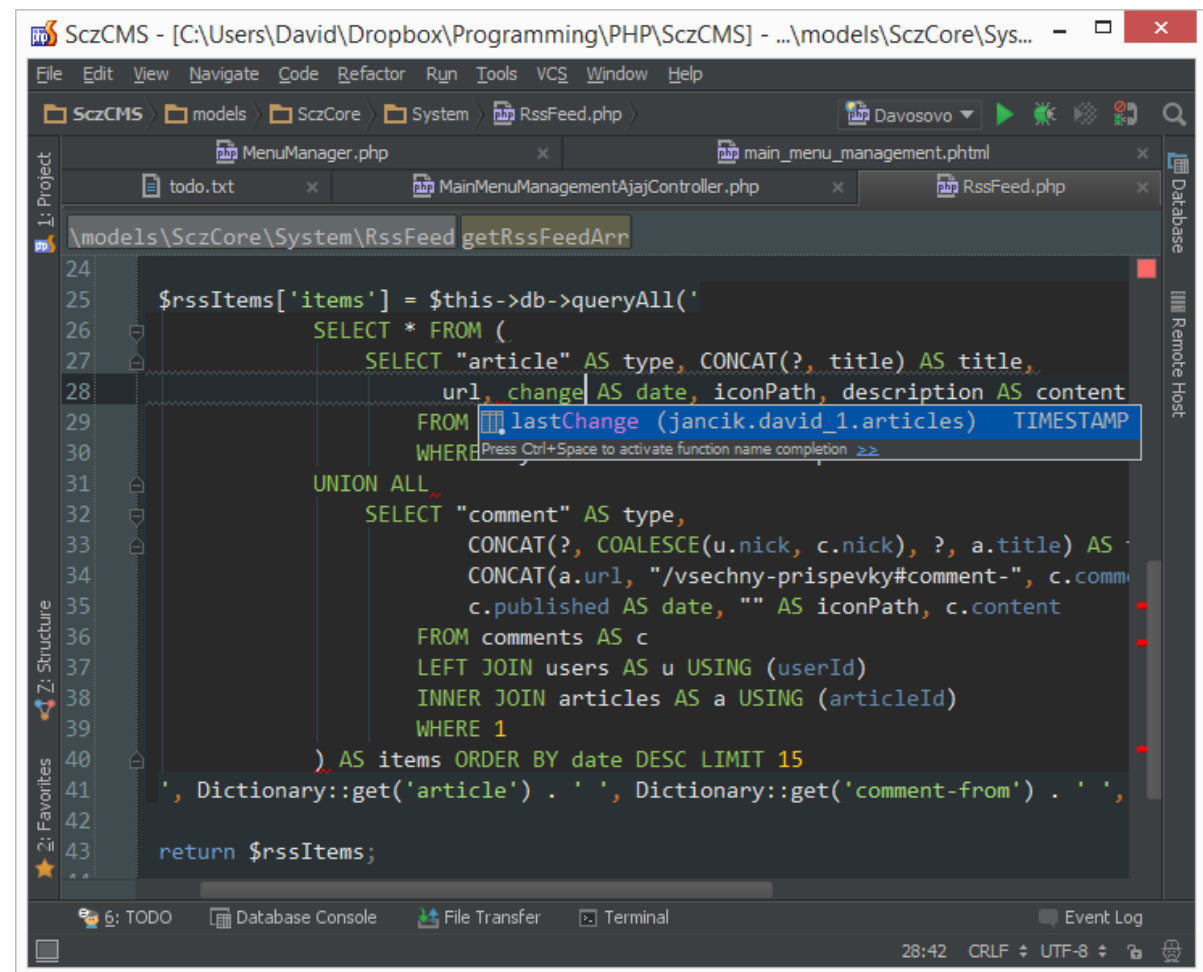 SczCMS - [C:\Users\David\Dropbox\Programming\PHP\SczCMS] - ...\models\SczCore\Sys...
File Edit View Navigate Code Refactor Run Tools VCS Window Help
SczCMS models SczCore System RssFeed.php Davosovo
MenuManager.php main_menu_management.phtml
todo.txt MainMenuManagementAjajController.php RssFeed.php
\models\SczCore\System\RssFeed getRssFeedArr
24
25 $rssItems['items'] = $this->db->queryAll('
26 SELECT * FROM (
27 SELECT "article" AS type, CONCAT(?, title) AS title,
28 url, change AS date, iconPath, description AS content
29 FROM
lastChange (jancik.david_1.articles) TIMESTAMP
30 WHERE
Press Ctrl+Space to activate function name completion >>
31 UNION ALL
32 SELECT "comment" AS type,
33 CONCAT(?, COALESCE(u.nick, c.nick), ?, a.title) AS
34 CONCAT(a.url, "/vsechny-prispevky#comment-", c.comm
35 c.published AS date, "" AS iconPath, c.content
36 FROM comments AS c
37 LEFT JOIN users AS u USING (userId)
38 INNER JOIN articles AS a USING (articleId)
39 WHERE 1
40 ) AS items ORDER BY date DESC LIMIT 15
41 ', Dictionary::get('article') . ' ', Dictionary::get('comment-from') . ' ',
42
43 return $rssItems;
1: Project
Z: Structure
2: Favorites
Database
Remote Host
6: TODO Database Console File Transfer Terminal Event Log
28:42 CRLF UTF-8